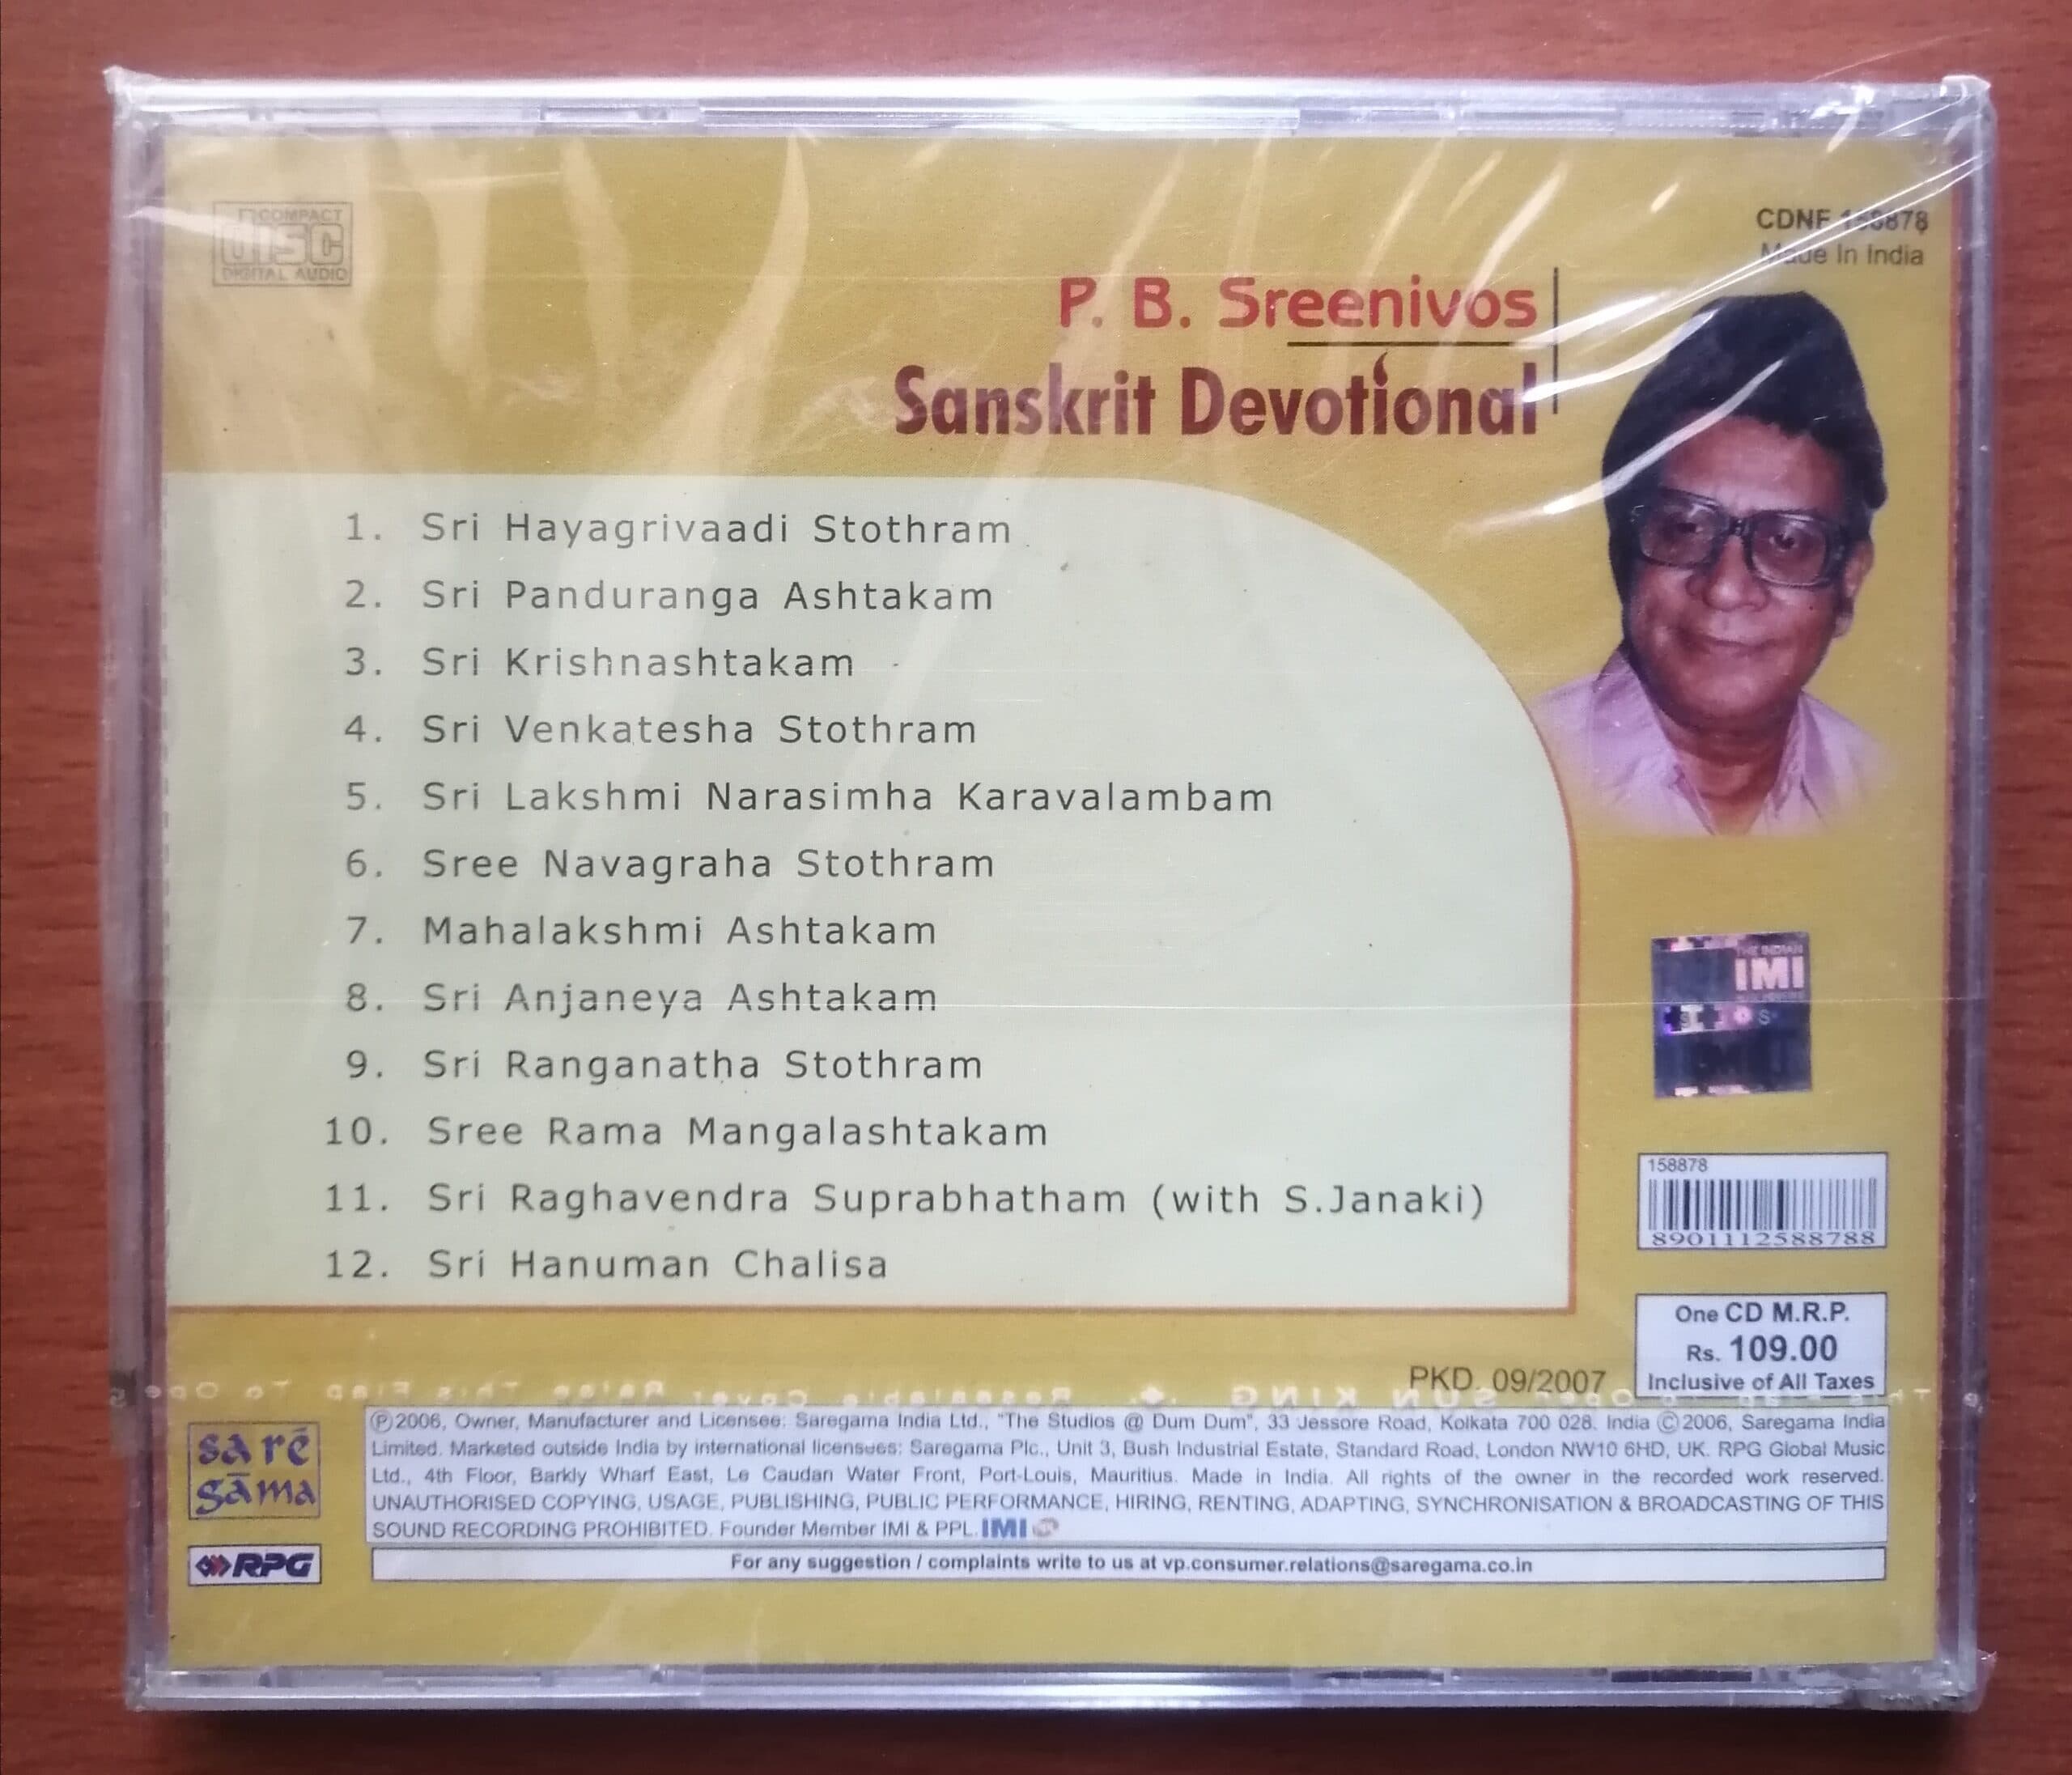 COMPACT
disc
DIGITAL AUDIO
CDNF 158878
Made In India
P. B. Sreenivos
Sanskrit Devotional
1. Sri Hayagrivaadi Stothram
2. Sri Panduranga Ashtakam
3. Sri Krishnashtakam
4. Sri Venkatesha Stothram
5. Sri Lakshmi Narasimha Karavalambam
6. Sree Navagraha Stothram
7. Mahalakshmi Ashtakam
8. Sri Anjaneya Ashtakam
9. Sri Ranganatha Stothram
10. Sree Rama Mangalashtakam
11. Sri Raghavendra Suprabhatham (with S.Janaki)
12. Sri Hanuman Chalisa
THE INDIAN
IMI
158878
8901112588788
One CD M.R.P.
Rs. 109.00
Inclusive of All Taxes
PKD. 09/2007
sa rē
gāma
RPG
Ⓟ2006, Owner, Manufacturer and Licensee: Saregama India Ltd., "The Studios @ Dum Dum", 33 Jessore Road, Kolkata 700 028. India Ⓒ2006, Saregama India
Limited. Marketed outside India by international licensees: Saregama Plc., Unit 3, Bush Industrial Estate, Standard Road, London NW10 6HD, UK. RPG Global Music
Ltd., 4th Floor, Barkly Wharf East, Le Caudan Water Front, Port-Louis, Mauritius. Made in India. All rights of the owner in the recorded work reserved.
UNAUTHORISED COPYING, USAGE, PUBLISHING, PUBLIC PERFORMANCE, HIRING, RENTING, ADAPTING, SYNCHRONISATION & BROADCASTING OF THIS
SOUND RECORDING PROHIBITED. Founder Member IMI & PPL. IMI
For any suggestion / complaints write to us at vp.consumer.relations@saregama.co.in